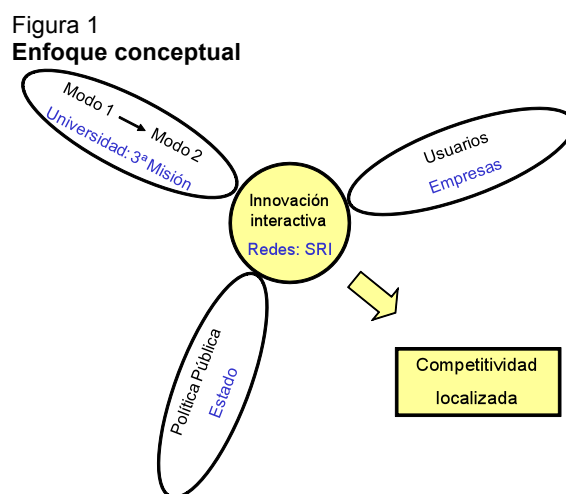 Figura 1
Enfoque conceptual
Modo 1 → Modo 2
Universidad: 3ª Misión
Usuarios
Empresas
Innovación
interactiva
Redes: SRI
Política Pública
Estado
Competitividad
localizada